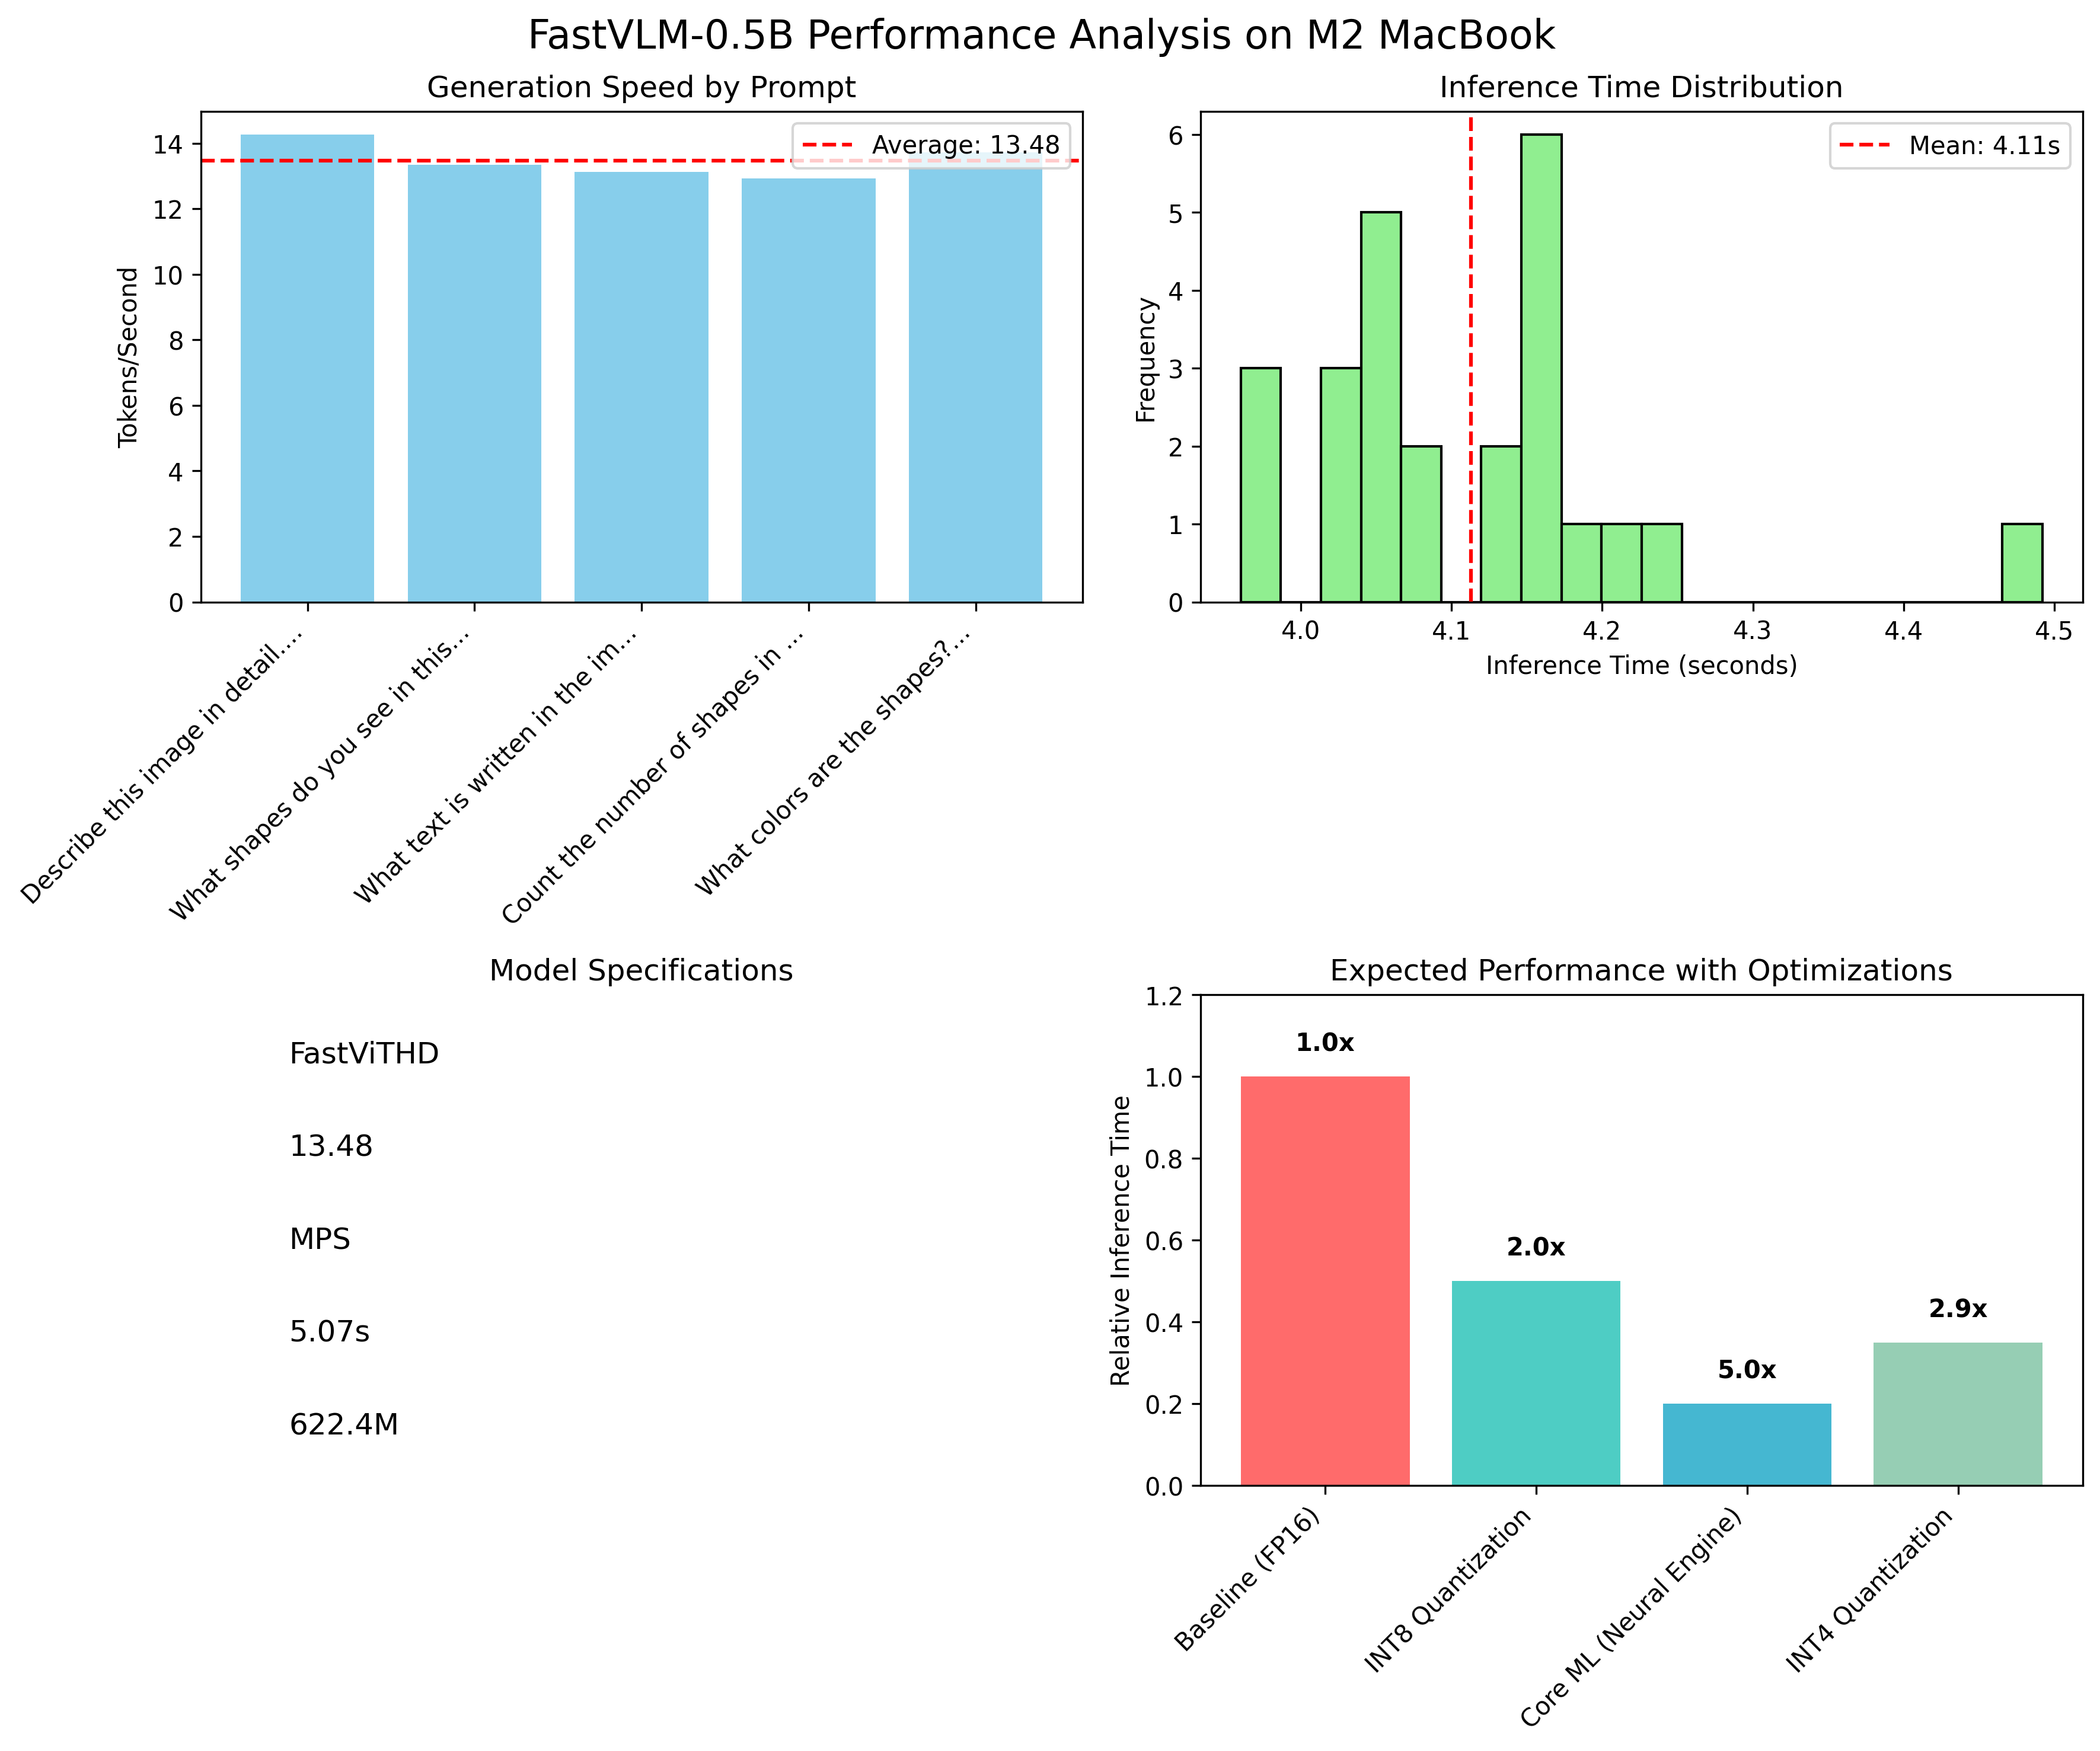 FastVLM-0.5B Performance Analysis on M2 MacBook
Generation Speed by Prompt
Tokens/Second
14
12
10
8
6
4
2
0
Average: 13.48
Describe this image in detail....
What shapes do you see in this...
What text is written in the im...
Count the number of shapes in ...
What colors are the shapes?...
Inference Time Distribution
Frequency
6
5
4
3
2
1
0
Mean: 4.11s
4.0 4.1 4.2 4.3 4.4 4.5
Inference Time (seconds)
Model Specifications
FastViTHD
13.48
MPS
5.07s
622.4M
Expected Performance with Optimizations
Relative Inference Time
1.2
1.0
0.8
0.6
0.4
0.2
0.0
1.0x
2.0x
5.0x
2.9x
Baseline (FP16)
INT8 Quantization
Core ML (Neural Engine)
INT4 Quantization